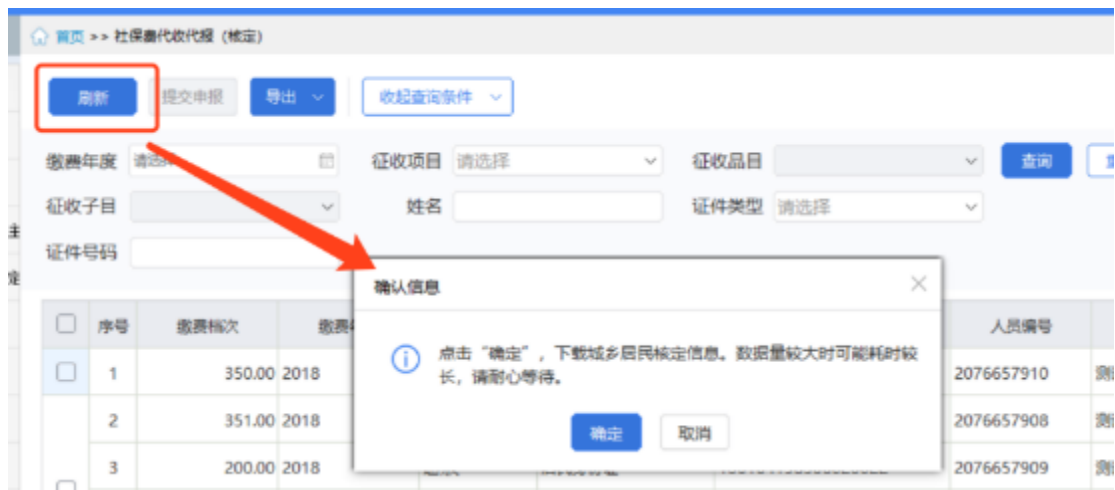 首页 >> 社保费代收代报（核定）
刷新 提交申报 导出 收起查询条件
缴费年度 请选择 征收项目 请选择 征收品目 查询
征收子目 姓名 证件类型 请选择
证件号码
确认信息
序号 缴费档次 缴费 人员编号
点击“确定”，下载城乡居民核定信息。数据量较大时可能耗时较
长，请耐心等待。
1 350.00 2018 2076657910
2 351.00 2018 2076657908
确定 取消
3 200.00 2018 2076657909